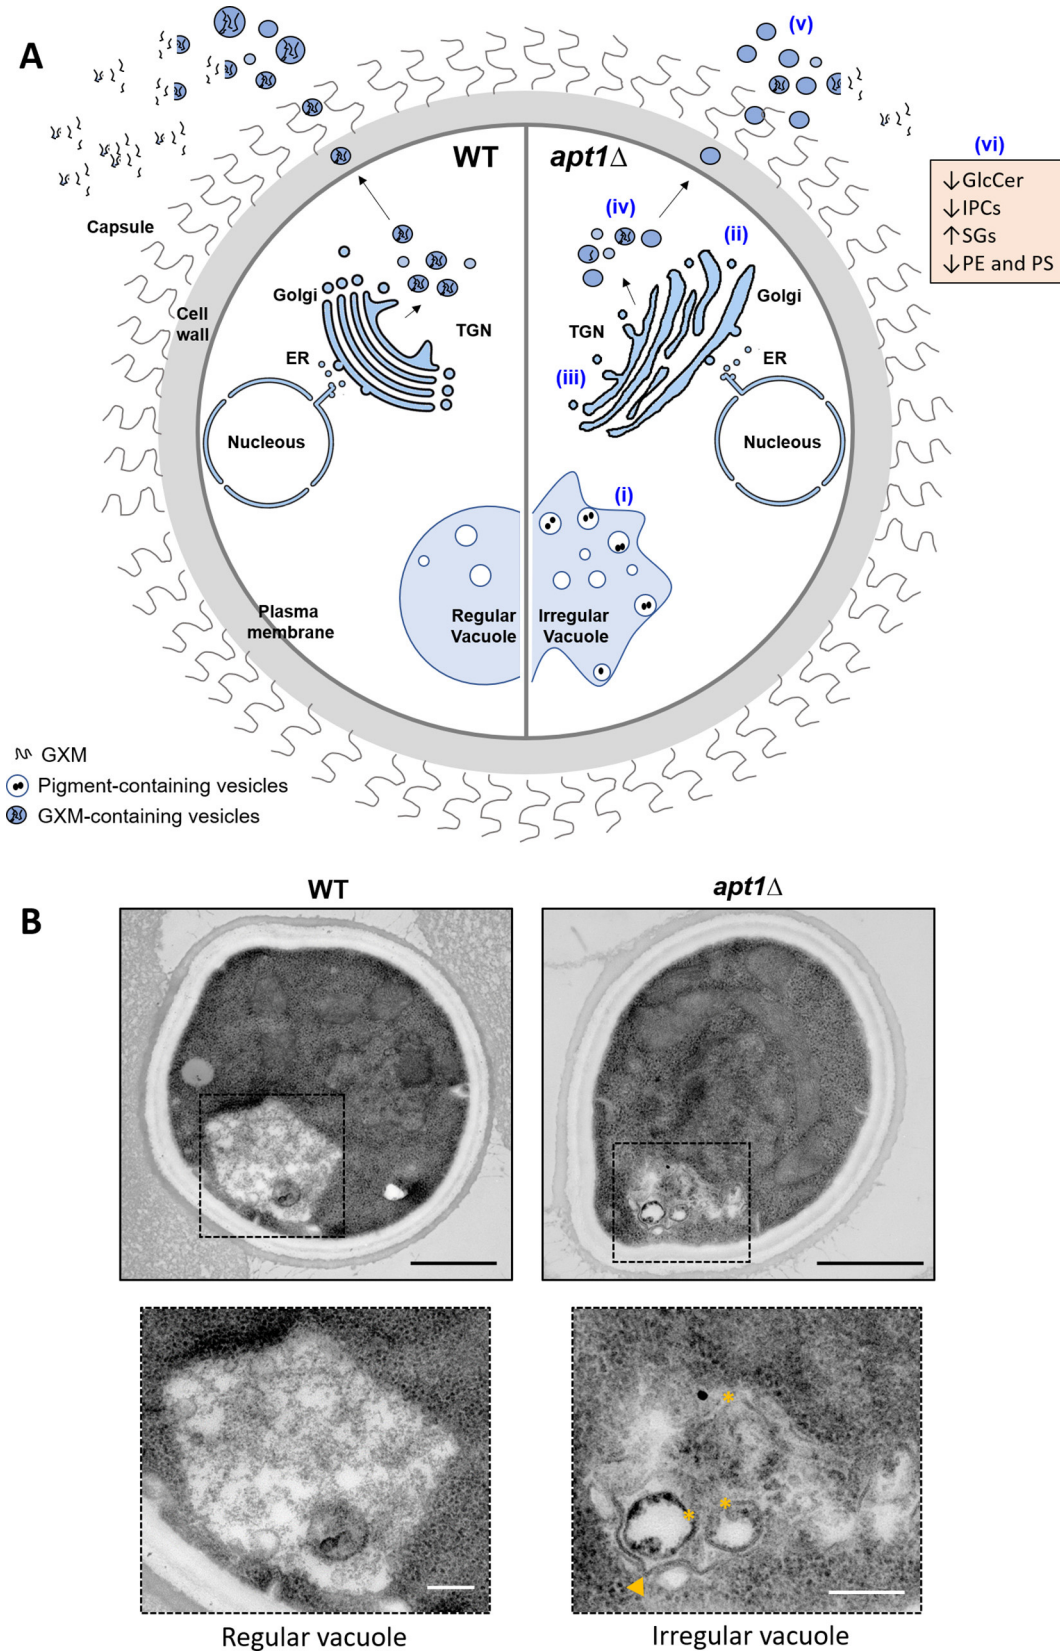 A
WT
apt1Δ
(v)
(vi)
↓GlcCer
↓IPCs
↑SGs
↓PE and PS
(iv)
(ii)
Capsule
Cell
wall
Golgi
TGN
ER
Nucleous
TGN
Golgi
(iii)
ER
Nucleous
(i)
Plasma
membrane
Regular
Vacuole
Irregular
Vacuole
GXM
Pigment-containing vesicles
GXM-containing vesicles
B
WT
apt1Δ
*
*
*
Regular vacuole
Irregular vacuole